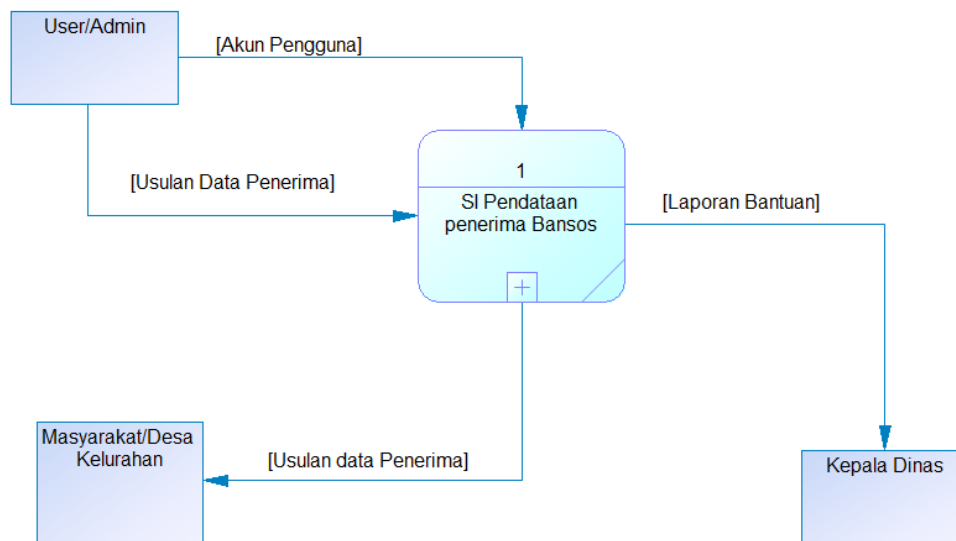 User/Admin
[Akun Pengguna]
[Usulan Data Penerima]
1
SI Pendataan
penerima Bansos
[Laporan Bantuan]
Masyarakat/Desa
Kelurahan
[Usulan data Penerima]
Kepala Dinas